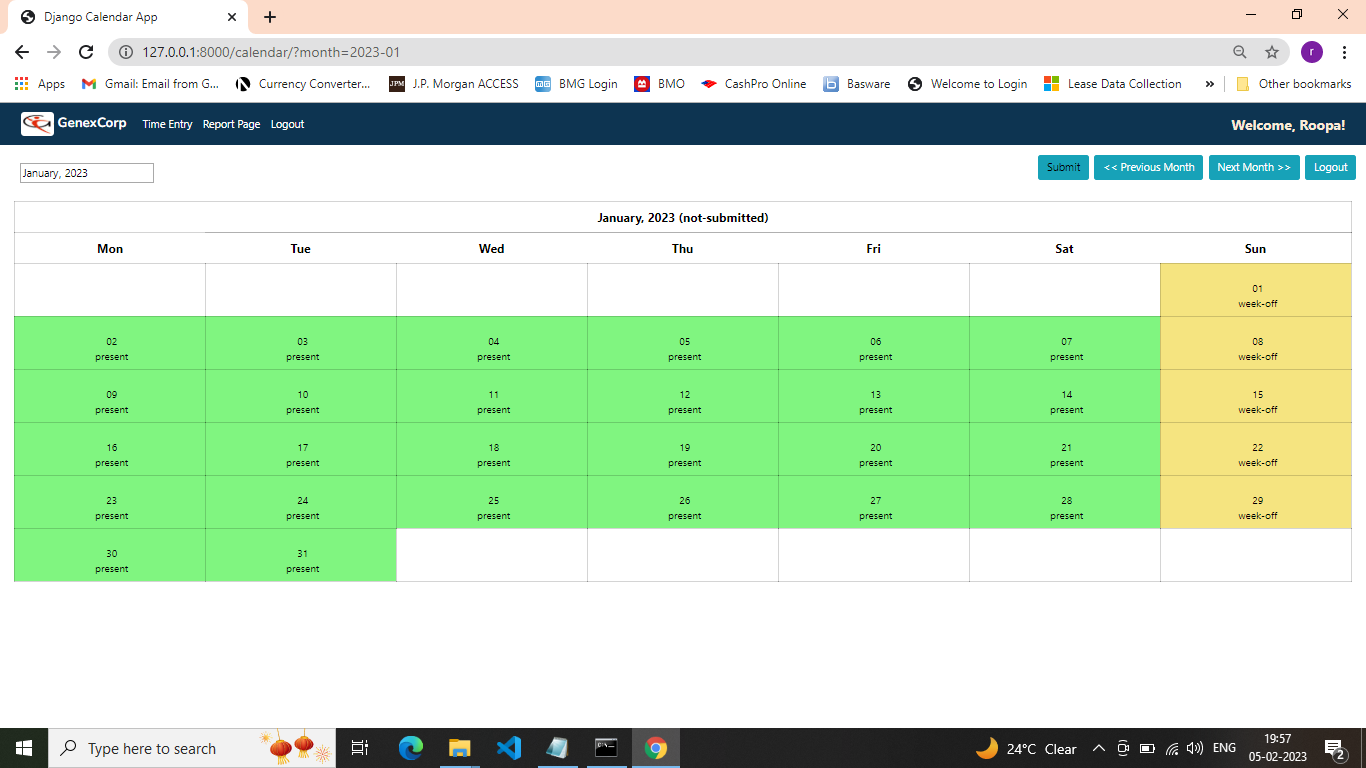 Django Calendar App
127.0.0.1:8000/calendar/?month=2023-01
r
Apps Gmail: Email from G... Currency Converter... JPM J.P. Morgan ACCESS BMG Login BMO CashPro Online Basware Welcome to Login Lease Data Collection » Other bookmarks
GenexCorp Time Entry Report Page Logout Welcome, Roopa!
January, 2023 Submit << Previous Month Next Month >> Logout
January, 2023 (not-submitted)
Mon Tue Wed Thu Fri Sat Sun
01
week-off
02 03 04 05 06 07 08
present present present present present present week-off
09 10 11 12 13 14 15
present present present present present present week-off
16 17 18 19 20 21 22
present present present present present present week-off
23 24 25 26 27 28 29
present present present present present present week-off
30 31
present present
Type here to search 24°C Clear ENG 19:57
05-02-2023 2